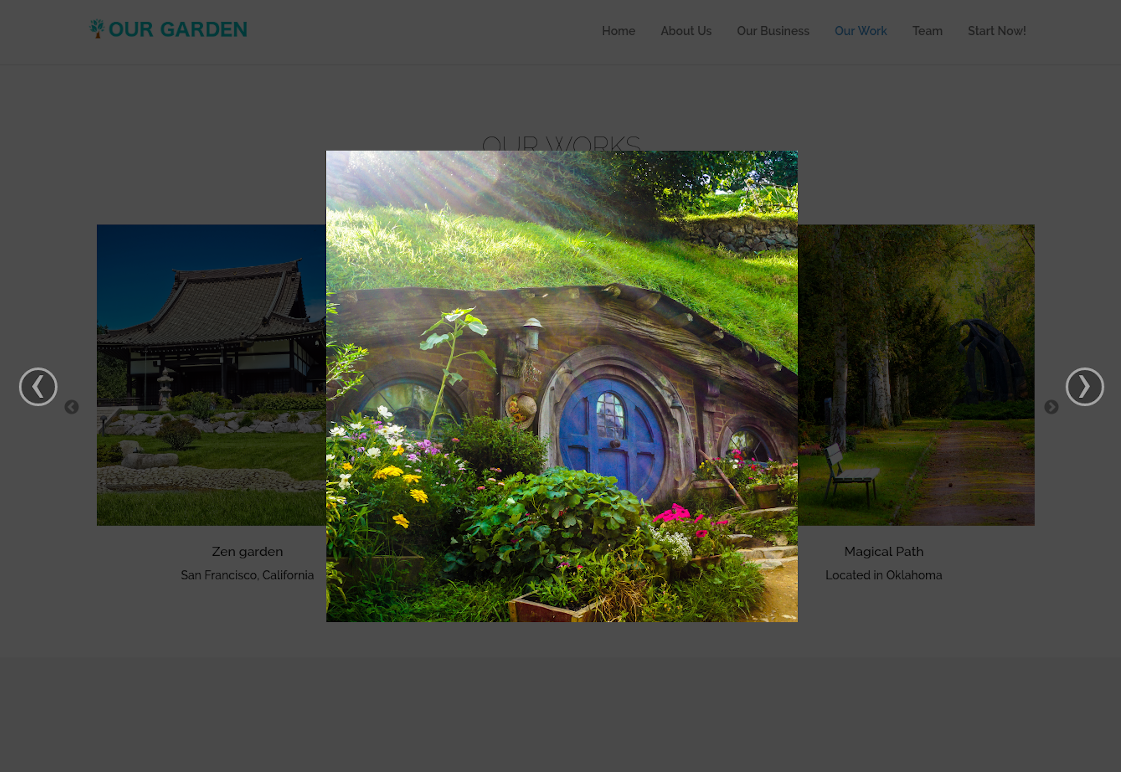 OUR GARDEN
Home About Us Our Business Our Work Team Start Now!
OUR WORKS
Zen garden
San Francisco, California
Magical Path
Located in Oklahoma